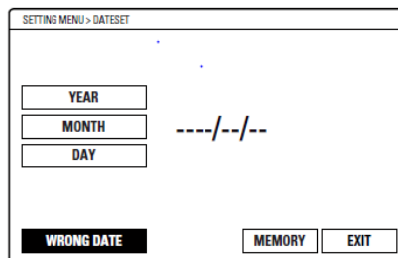 SETTING MENU > DATESET
YEAR
MONTH
----/--/--
DAY
WRONG DATE
MEMORY
EXIT